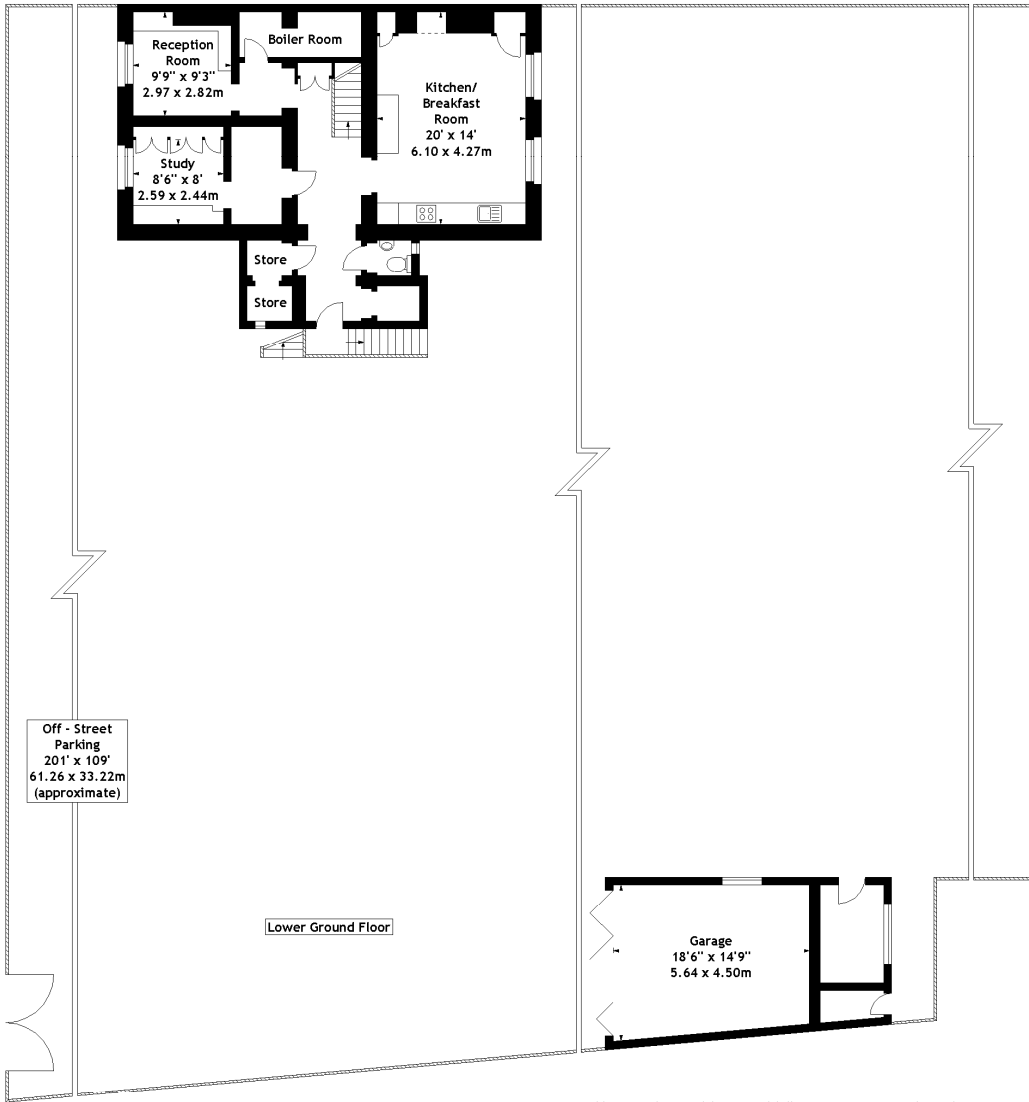 Boiler Room
Reception
Room
9'9" x 9'3"
2.97 x 2.82m
Kitchen/
Breakfast
Room
20' x 14'
6.10 x 4.27m
Study
8'6" x 8'
2.59 x 2.44m
Store
Store
Off - Street
Parking
201' x 109'
61.26 x 33.22m
(approximate)
Lower Ground Floor
Garage
18'6" x 14'9"
5.64 x 4.50m